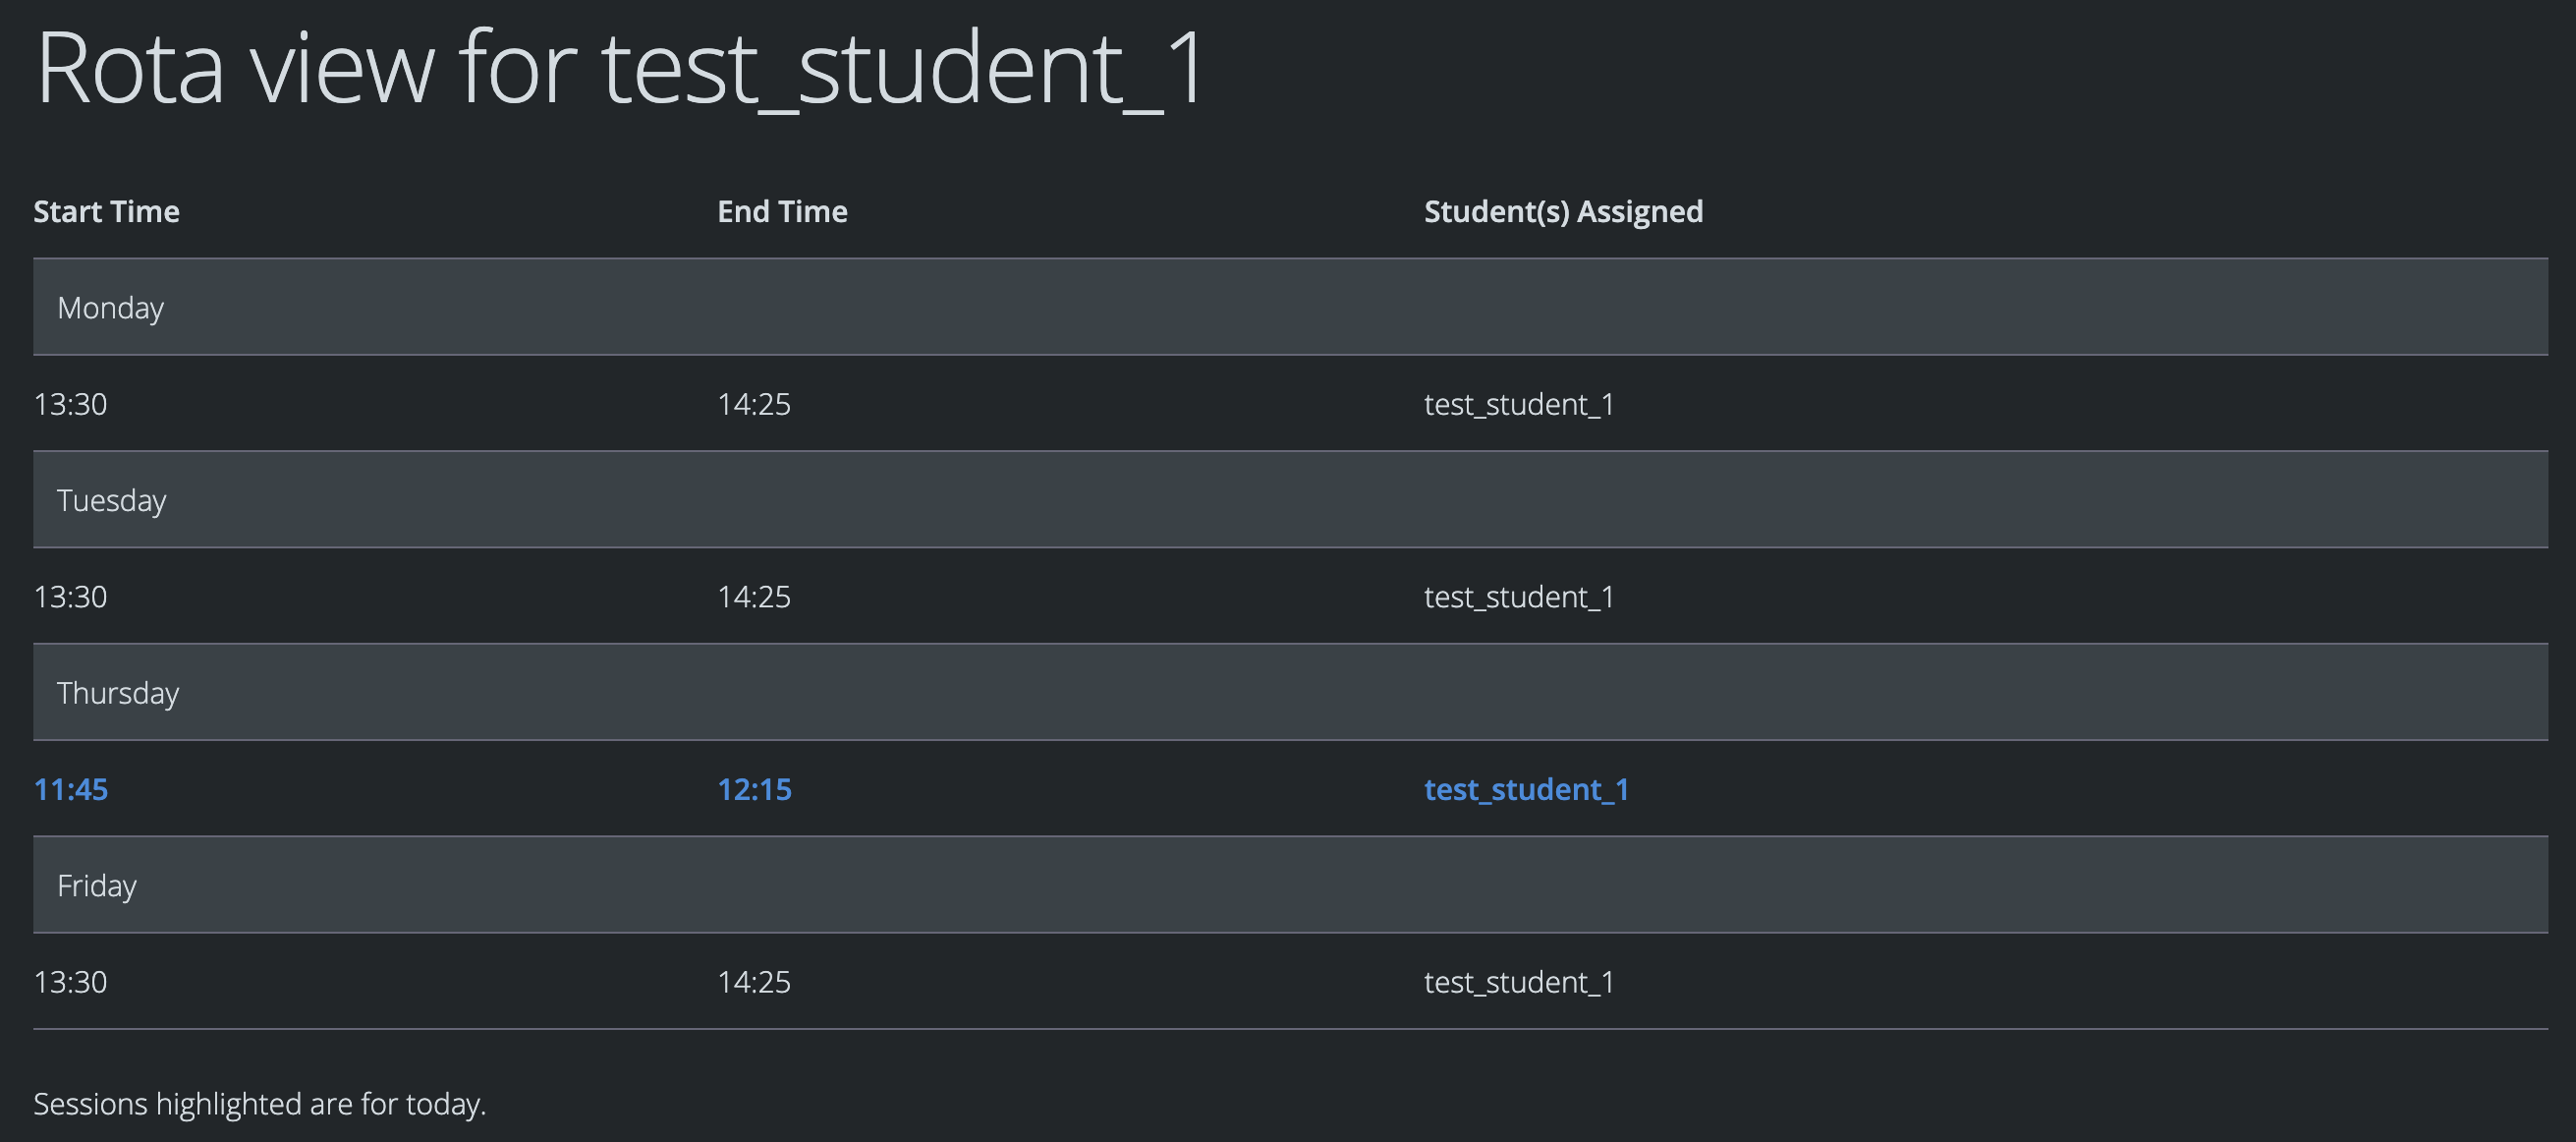 Rota view for test_student_1
Start Time End Time Student(s) Assigned
Monday
13:30 14:25 test_student_1
Tuesday
13:30 14:25 test_student_1
Thursday
11:45 12:15 test_student_1
Friday
13:30 14:25 test_student_1
Sessions highlighted are for today.